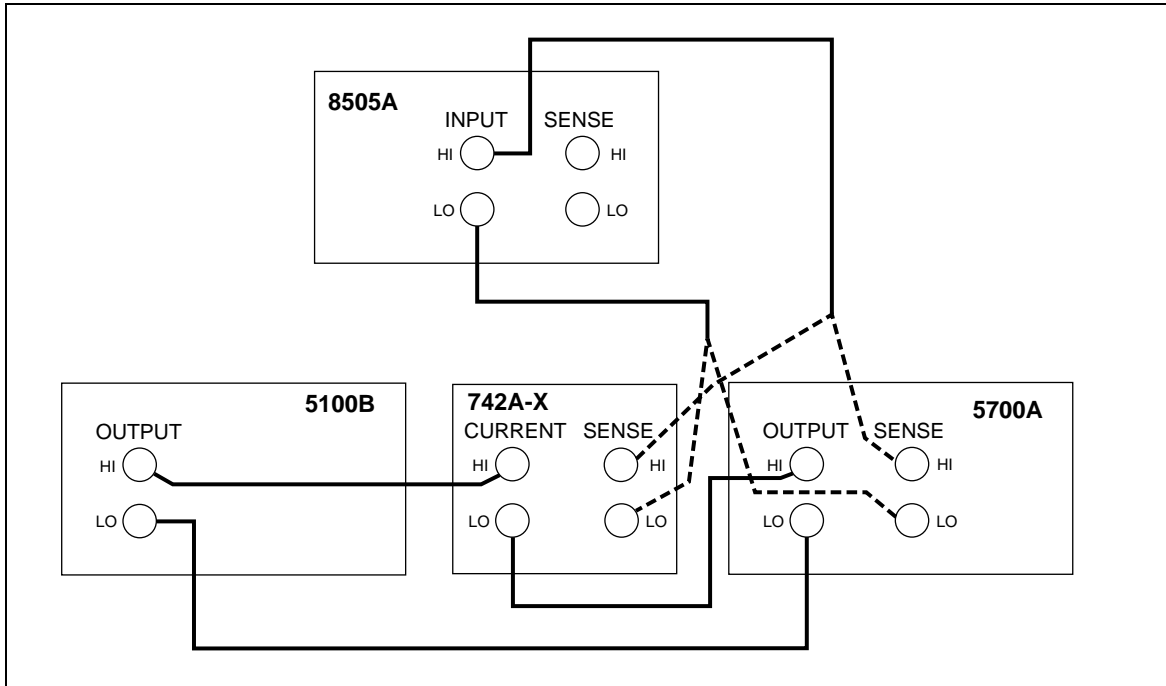 8505A
INPUT SENSE
HI HI
LO LO
5100B
OUTPUT
HI
LO
742A-X
CURRENT SENSE
HI HI
LO LO
5700A
OUTPUT SENSE
HI HI
LO LO